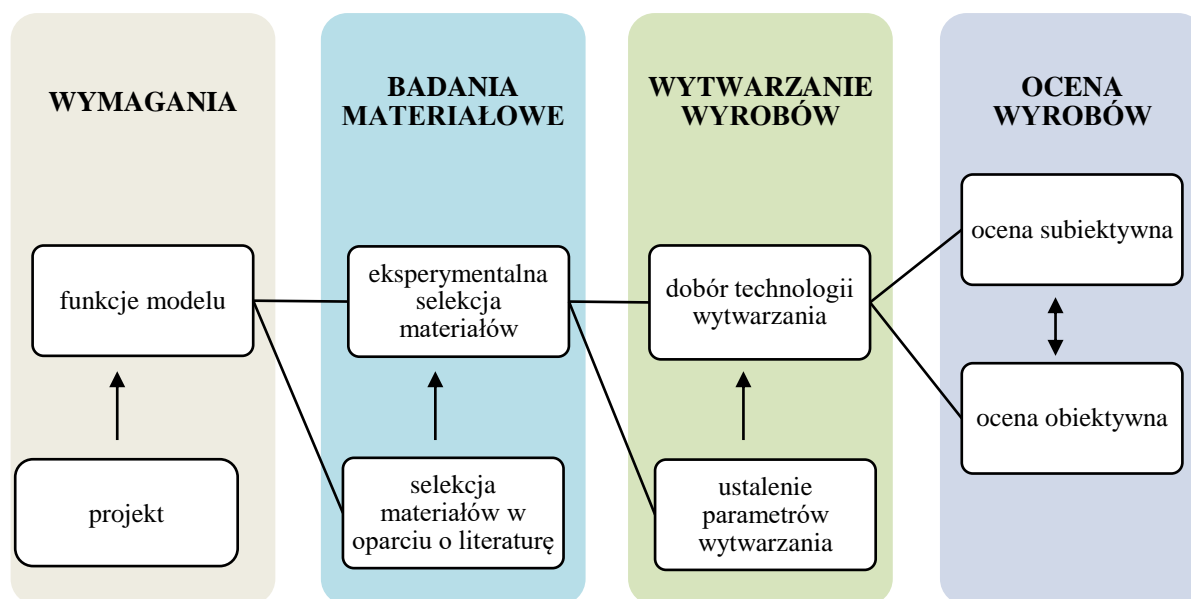 WYMAGANIA
funkcje modelu
projekt
BADANIA
MATERIAŁOWE
eksperymentalna
selekcja
materiałów
selekcja
materiałów w
oparciu o literaturę
WYTWARZANIE
WYROBÓW
dobór technologii
wytwarzania
ustalenie
parametrów
wytwarzania
OCENA
WYROBÓW
ocena subiektywna
ocena obiektywna